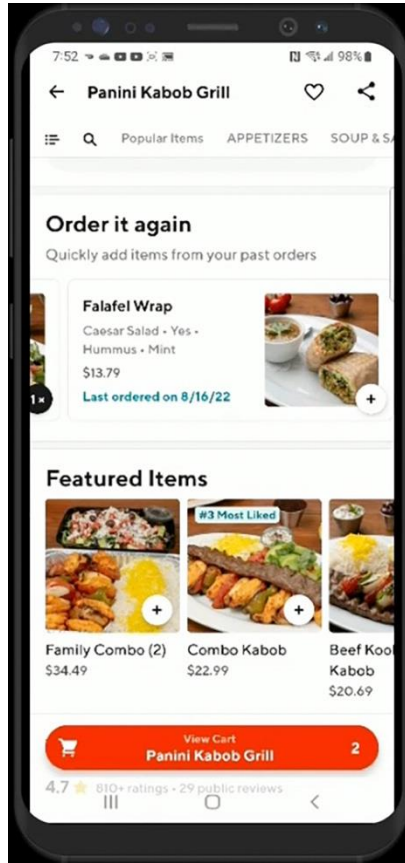 7:52
98%
Panini Kabob Grill
Popular Items APPETIZERS SOUP & SA
Order it again
Quickly add items from your past orders
Falafel Wrap
Caesar Salad • Yes •
Hummus • Mint
$13.79
Last ordered on 8/16/22
1×
+
Featured Items
#3 Most Liked
+
+
Family Combo (2)
$34.49
Combo Kabob
$22.99
Beef Koo
Kabob
$20.69
View Cart
Panini Kabob Grill
2
4.7 ★ 810+ ratings • 29 public reviews